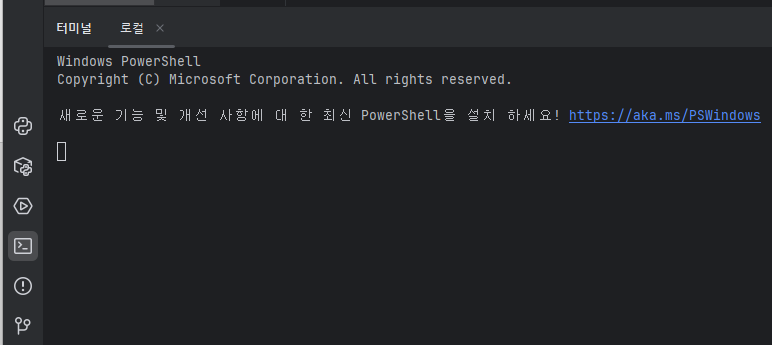 터미널 로컬 ×
Windows PowerShell
Copyright (C) Microsoft Corporation. All rights reserved.
새로운 기능 및 개선 사항에 대 한 최신 PowerShell을 설치 하세요! https://aka.ms/PSWindows